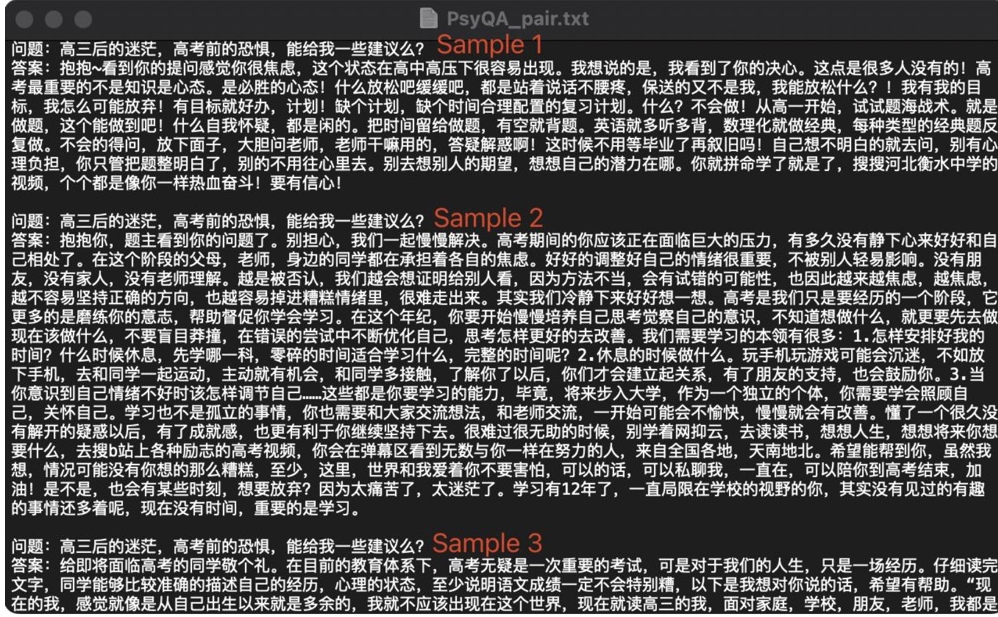 PsyQA_pair.txt
问题：高三后的迷茫，高考前的恐惧，能给我一些建议么？ Sample 1
答案：抱抱~看到你的提问感觉你很焦虑，这个状态在高中高压下很容易出现。我想说的是，我看到了你的决心。这点是很多人没有的！高
考最重要的不是知识是心态。是必胜的心态！什么放松吧缓缓吧，都是站着说话不腰疼，保送的又不是我，我能放松什么？！我有我的目
标，我怎么可能放弃！有目标就好办，计划！缺个计划，缺个时间合理配置的复习计划。什么？不会做！从高一开始，试试题海战术。就是
做题，这个能做到吧！什么自我怀疑，都是闲的。把时间留给做题，有空就背题。英语就多听多背，数理化就做经典，每种类型的经典题反
复做。不会的得问，放下面子，大胆问老师，老师干嘛用的，答疑解惑啊！这时候不用等毕业了再叙旧吗！自己想不明白的就去问，别有心
理负担，你只管把题整明白了，别的不用往心里去。别去想别人的期望，想想自己的潜力在哪。你就拼命学了就是了，搜搜河北衡水中学的
视频，个个都是像你一样热血奋斗！要有信心！
问题：高三后的迷茫，高考前的恐惧，能给我一些建议么？ Sample 2
答案：抱抱你，题主看到你的问题了。别担心，我们一起慢慢解决。高考期间的你应该正在面临巨大的压力，有多久没有静下心来好好和自
己相处了。在这个阶段的父母，老师，身边的同学都在承担着各自的焦虑。好好的调整好自己的情绪很重要，不被别人轻易影响。没有朋
友，没有家人，没有老师理解。越是被否认，我们越会想证明给别人看，因为方法不当，会有试错的可能性，也因此越来越焦虑，越焦虑，
越不容易坚持正确的方向，也越容易掉进糟糕情绪里，很难走出来。其实我们冷静下来好好想一想。高考是我们只是要经历的一个阶段，它
更多的是磨练你的意志，帮助督促你学会学习。在这个年纪，你要开始慢慢培养自己思考觉察自己的意识，不知道想做什么，就更要先去做
现在该做什么，不要盲目莽撞，在错误的尝试中不断优化自己，思考怎样更好的去改善。我们需要学习的本领有很多：1.怎样安排好我的
时间？什么时候休息，先学哪一科，零碎的时间适合学习什么，完整的时间呢？2.休息的时候做什么。玩手机玩游戏可能会沉迷，不如放
下手机，去和同学一起运动，主动就有机会，和同学多接触，了解你了以后，你们才会建立起关系，有了朋友的支持，也会鼓励你。3.当
你意识到自己情绪不好时该怎样调节自己……这些都是你要学习的能力，毕竟，将来步入大学，作为一个独立的个体，你需要学会照顾自
己，关怀自己。学习也不是孤立的事情，你也需要和大家交流想法，和老师交流，一开始可能会不愉快，慢慢就会有改善。懂了一个很久没
有解开的疑惑以后，有了成就感，也更有利于你继续坚持下去。很难过很无助的时候，别学着网抑云，去读读书，想想人生，想想将来你想
要什么，去搜b站上各种励志的高考视频，你会在弹幕区看到无数与你一样在努力的人，来自全国各地，天南地北。希望能帮到你，虽然我
想，情况可能没有你想的那么糟糕，至少，这里，世界和我爱着你不要害怕，可以的话，可以私聊我，一直在，可以陪你到高考结束，加
油！是不是，也会有某些时刻，想要放弃？因为太痛苦了，太迷茫了。学习有12年了，一直局限在学校的视野的你，其实没有见过的有趣
的事情还多着呢，现在没有时间，重要的是学习。
问题：高三后的迷茫，高考前的恐惧，能给我一些建议么？ Sample 3
答案：给即将面临高考的同学敬个礼。在目前的教育体系下，高考无疑是一次重要的考试，可是对于我们的人生，只是一场经历。仔细读完
文字，同学能够比较准确的描述自己的经历，心理的状态，至少说明语文成绩一定不会特别糟，以下是我想对你说的话，希望有帮助。“现
在的我，感觉就像是从自己出生以来就是多余的，我就不应该出现在这个世界，现在就读高三的我，面对家庭，学校，朋友，老师，我都是